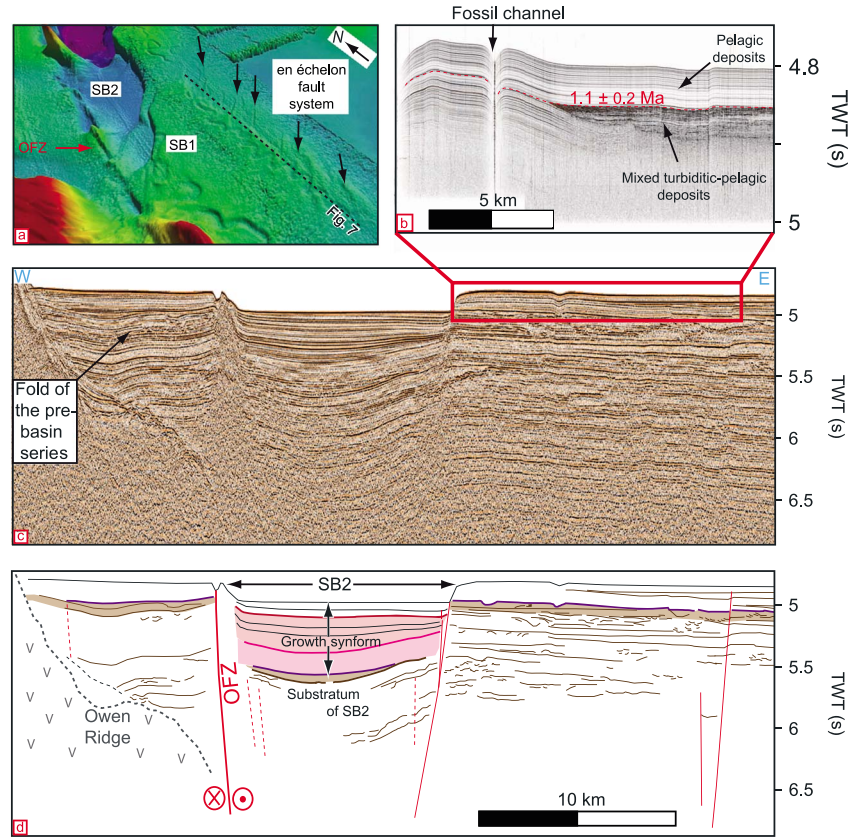 N
SB2
en échelon
fault
system
OFZ
SB1
Fig. 7
a
Fossil channel
Pelagic
deposits
1.1 ± 0.2 Ma
Mixed turbiditic-pelagic
deposits
5 km
b
4.8
5
TWT (s)
W
E
Fold of
the pre-
basin
series
c
5
5.5
6
6.5
TWT (s)
SB2
Growth synform
OFZ
Substratum
of SB2
Owen
Ridge
V V V V V V V V V
10 km
d
5
5.5
6
6.5
TWT (s)